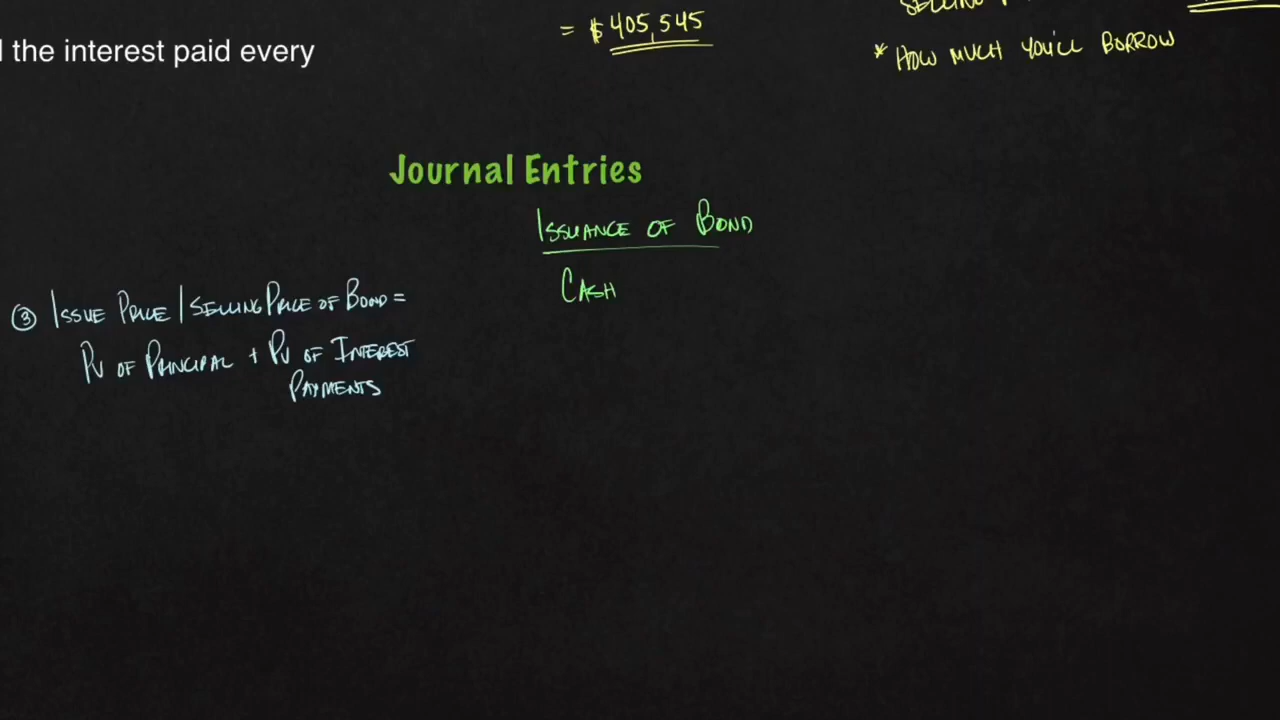 = $405,545
* HOW MUCH YOU'LL BORROW
the interest paid every
Journal Entries
ISSUANCE OF BOND
CASH
③ ISSUE PRICE | SELLING PRICE OF BOND =
PV OF PRINCIPAL + PV OF INTEREST
PAYMENTS